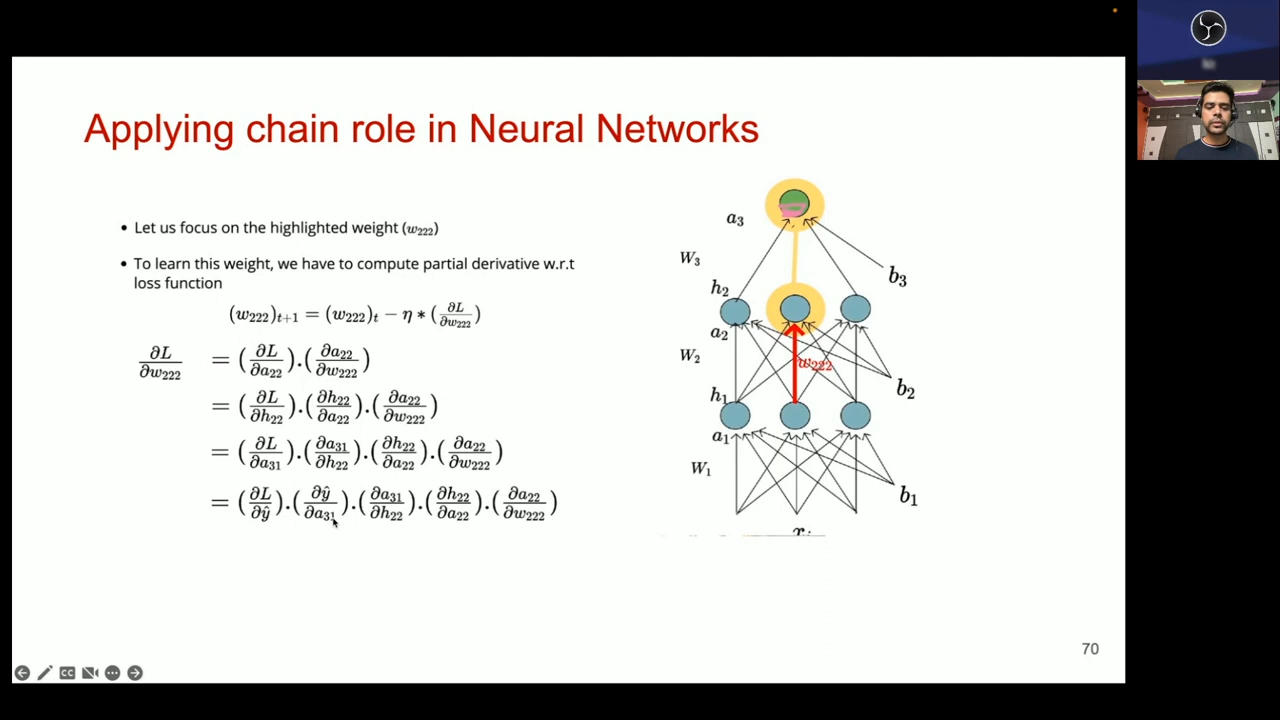 Applying chain role in Neural Networks
• Let us focus on the highlighted weight (w₂₂₂)
• To learn this weight, we have to compute partial derivative w.r.t
loss function
(w₂₂₂)ₜ₊₁ = (w₂₂₂)ₜ − η ∗ (∂L/∂w₂₂₂)
∂L/∂w₂₂₂ = (∂L/∂a₂₂).(∂a₂₂/∂w₂₂₂)
= (∂L/∂h₂₂).(∂h₂₂/∂a₂₂).(∂a₂₂/∂w₂₂₂)
= (∂L/∂a₃₁).(∂a₃₁/∂h₂₂).(∂h₂₂/∂a₂₂).(∂a₂₂/∂w₂₂₂)
= (∂L/∂ŷ).(∂ŷ/∂a₃₁).(∂a₃₁/∂h₂₂).(∂h₂₂/∂a₂₂).(∂a₂₂/∂w₂₂₂)
a₃
W₃
b₃
h₂
a₂
W₂
w₂₂₂
b₂
h₁
a₁
W₁
b₁
70
CC